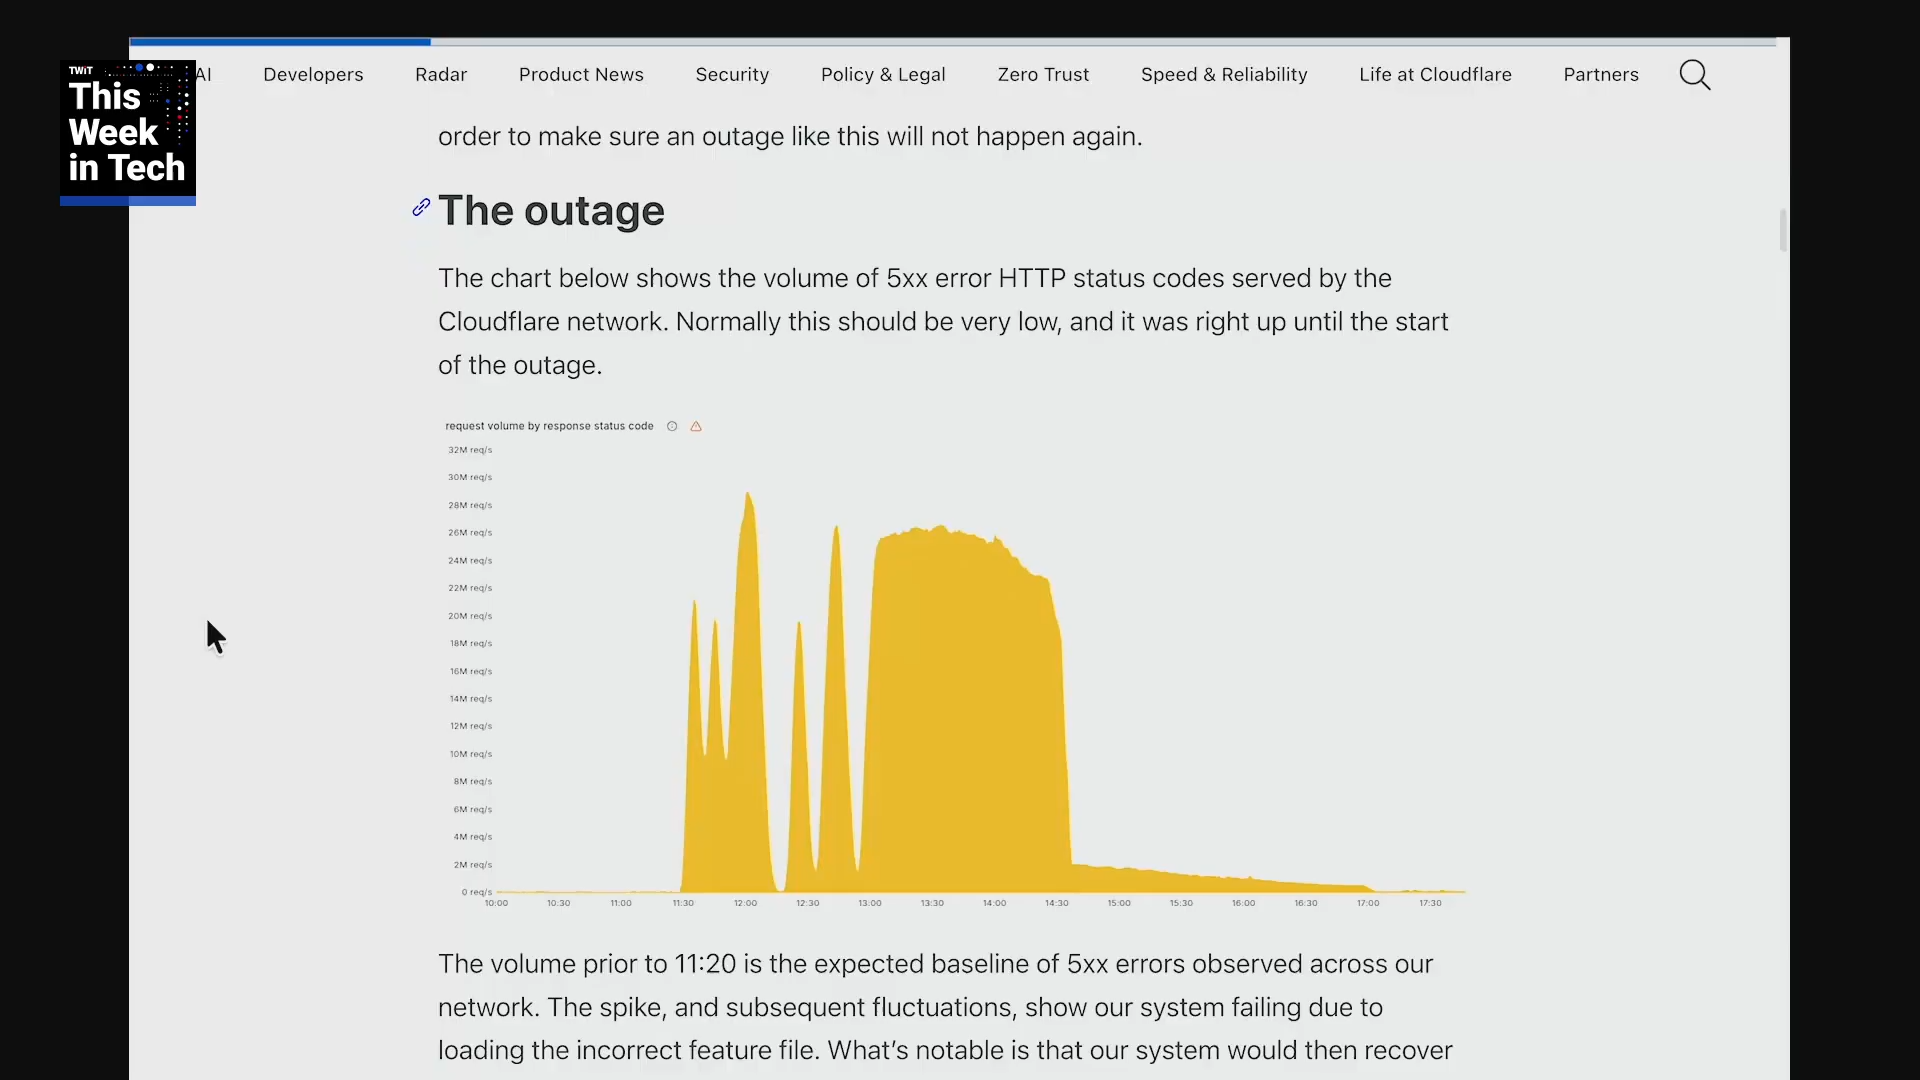 TWiT
This
Week
in Tech
AI Developers Radar Product News Security Policy & Legal Zero Trust Speed & Reliability Life at Cloudflare Partners
order to make sure an outage like this will not happen again.
The outage
The chart below shows the volume of 5xx error HTTP status codes served by the
Cloudflare network. Normally this should be very low, and it was right up until the start
of the outage.
request volume by response status code
32M req/s
30M req/s
28M req/s
26M req/s
24M req/s
22M req/s
20M req/s
18M req/s
16M req/s
14M req/s
12M req/s
10M req/s
8M req/s
6M req/s
4M req/s
2M req/s
0 req/s
10:00 10:30 11:00 11:30 12:00 12:30 13:00 13:30 14:00 14:30 15:00 15:30 16:00 16:30 17:00 17:30
The volume prior to 11:20 is the expected baseline of 5xx errors observed across our
network. The spike, and subsequent fluctuations, show our system failing due to
loading the incorrect feature file. What’s notable is that our system would then recover